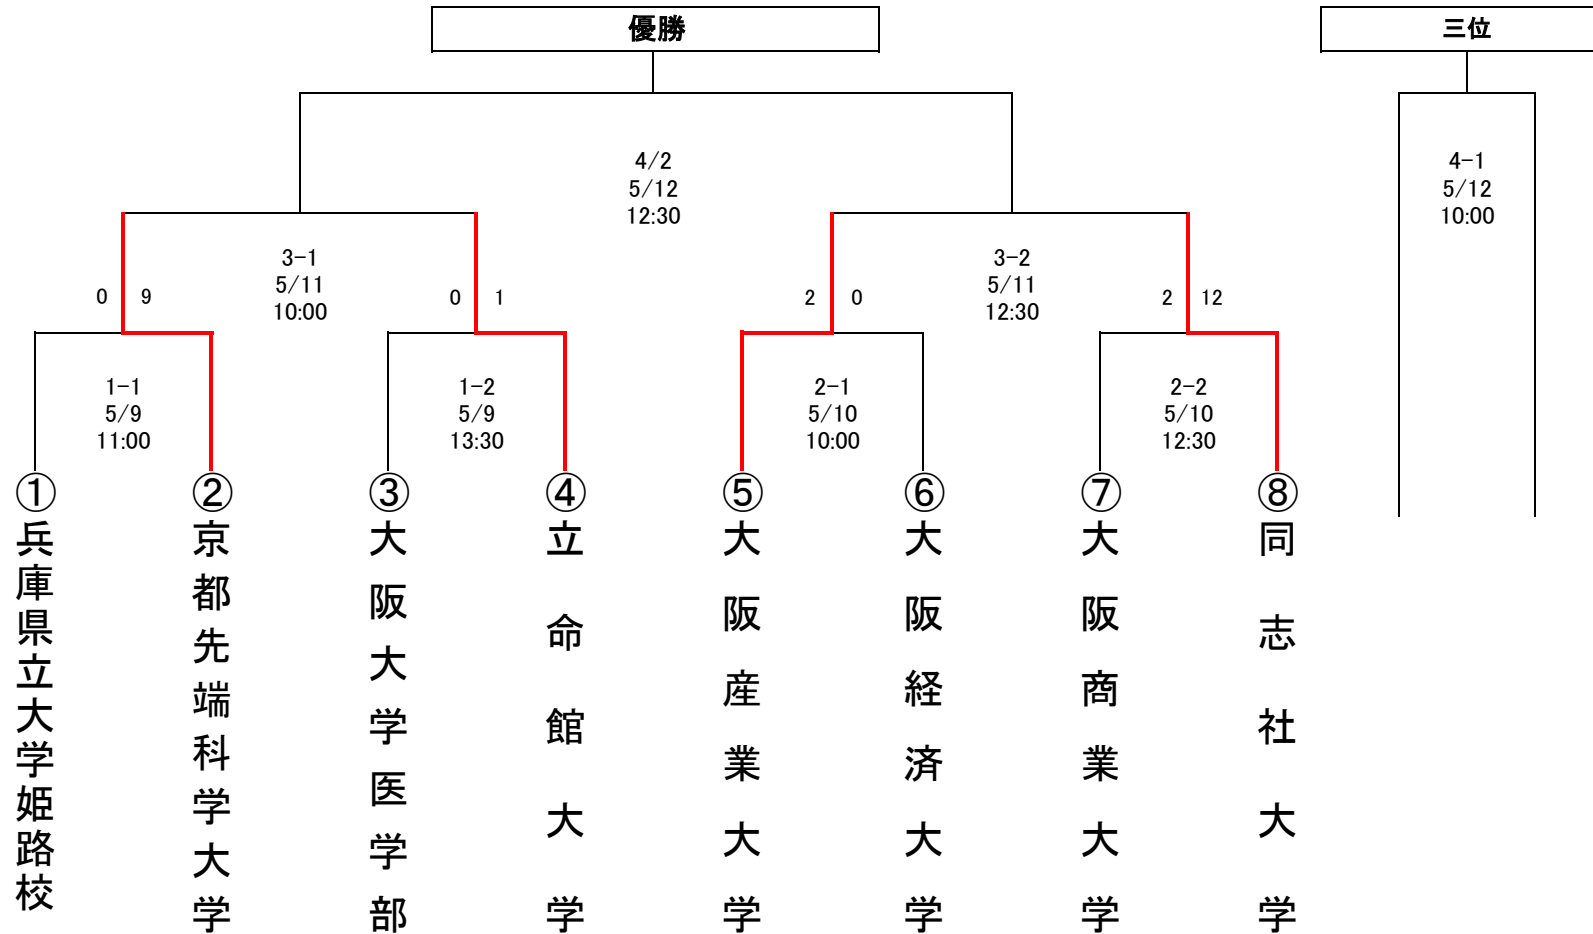 優勝
三位
4/2
5/12
12:30
4-1
5/12
10:00
3-1
5/11
10:00
3-2
5/11
12:30
0 9
0 1
2 0
2 12
1-1
5/9
11:00
1-2
5/9
13:30
2-1
5/10
10:00
2-2
5/10
12:30
①兵庫県立大学姫路校
②京都先端科学大学
③大阪大学医学部
④立命館大学
⑤大阪産業大学
⑥大阪経済大学
⑦大阪商業大学
⑧同志社大学